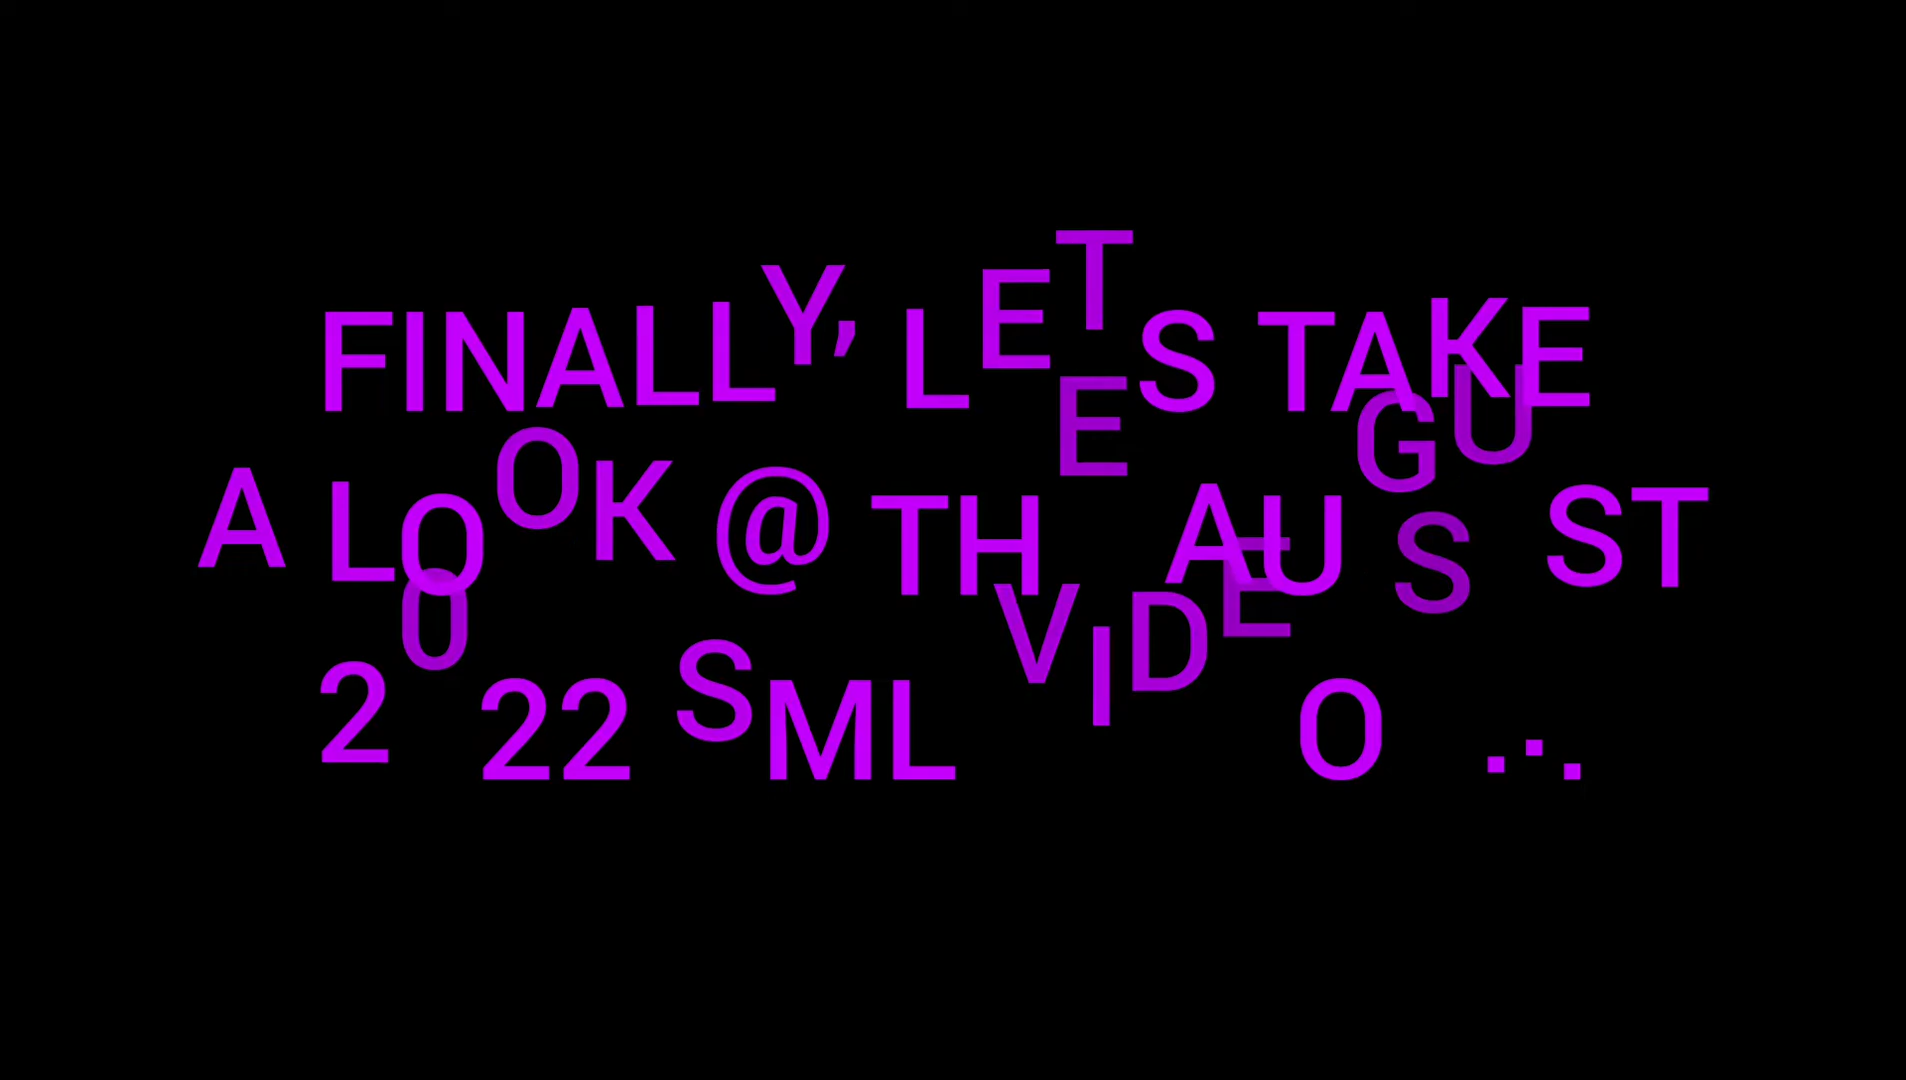 FINALLY, LETS TAKE
A LOOK @ THE AUGUST
2022 SML VIDEO ...